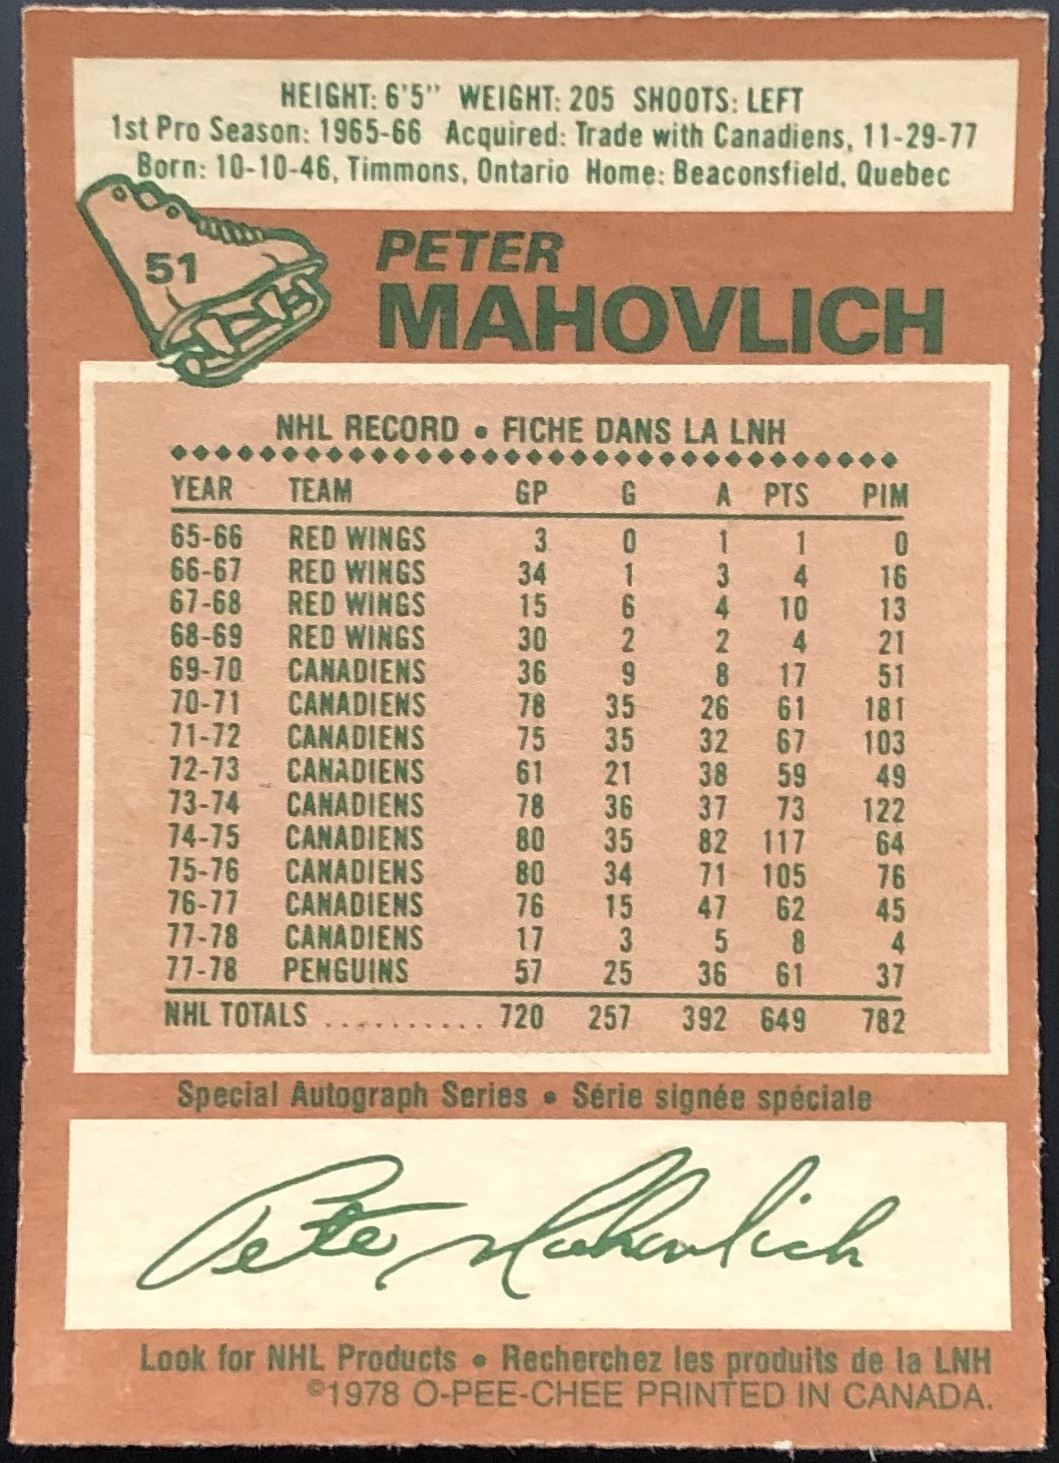 HEIGHT: 6'5" WEIGHT: 205 SHOOTS: LEFT
1st Pro Season: 1965-66 Acquired: Trade with Canadiens, 11-29-77
Born: 10-10-46, Timmons, Ontario Home: Beaconsfield, Quebec
51
PETER
MAHOVLICH
NHL RECORD • FICHE DANS LA LNH
YEAR TEAM GP G A PTS PIM
65-66 RED WINGS 3 0 1 1 0
66-67 RED WINGS 34 1 3 4 16
67-68 RED WINGS 15 6 4 10 13
68-69 RED WINGS 30 2 2 4 21
69-70 CANADIENS 36 9 8 17 51
70-71 CANADIENS 78 35 26 61 181
71-72 CANADIENS 75 35 32 67 103
72-73 CANADIENS 61 21 38 59 49
73-74 CANADIENS 78 36 37 73 122
74-75 CANADIENS 80 35 82 117 64
75-76 CANADIENS 80 34 71 105 76
76-77 CANADIENS 76 15 47 62 45
77-78 CANADIENS 17 3 5 8 4
77-78 PENGUINS 57 25 36 61 37
NHL TOTALS .......... 720 257 392 649 782
Special Autograph Series • Série signée spéciale
Pete Mahovlich
Look for NHL Products • Recherchez les produits de la LNH
©1978 O-PEE-CHEE PRINTED IN CANADA.